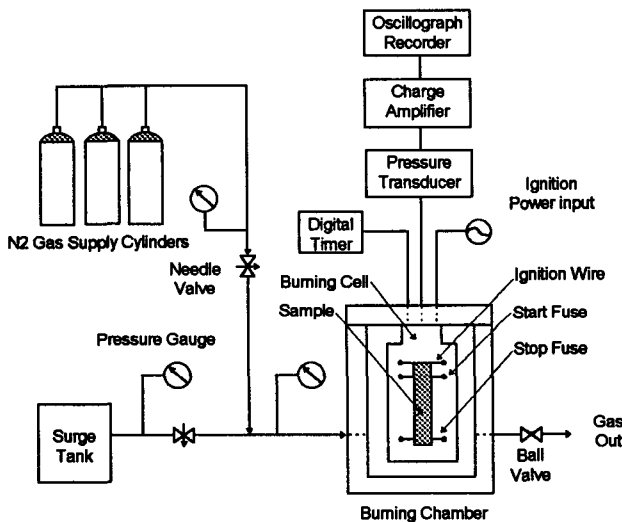 Oscillograph
Recorder
Charge
Amplifier
Pressure
Transducer
Ignition
Power input
Digital
Timer
N2 Gas Supply Cylinders
Needle
Valve
Burning Cell
Ignition Wire
Sample
Start Fuse
Pressure Gauge
Stop Fuse
Surge
Tank
Gas
Out
Ball
Valve
Burning Chamber